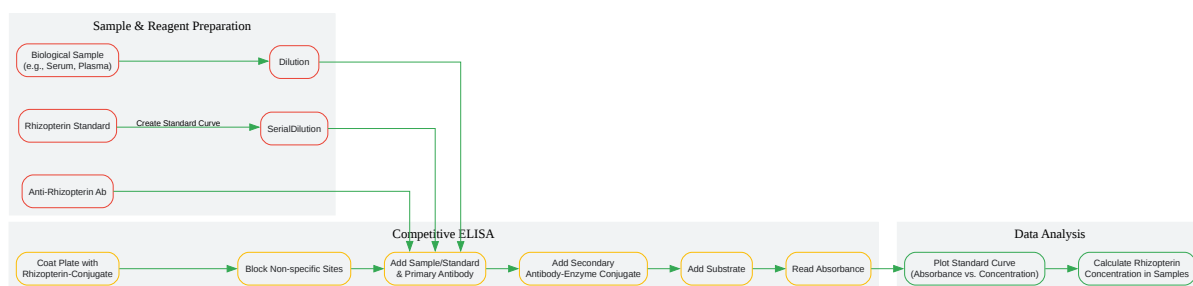 Sample & Reagent Preparation
Biological Sample
(e.g., Serum, Plasma)
Dilution
Rhizopterin Standard
Create Standard Curve
SerialDilution
Anti-Rhizopterin Ab
Competitive ELISA
Coat Plate with
Rhizopterin-Conjugate
Block Non-specific Sites
Add Sample/Standard
& Primary Antibody
Add Secondary
Antibody-Enzyme Conjugate
Add Substrate
Read Absorbance
Data Analysis
Plot Standard Curve
(Absorbance vs. Concentration)
Calculate Rhizopterin
Concentration in Samples